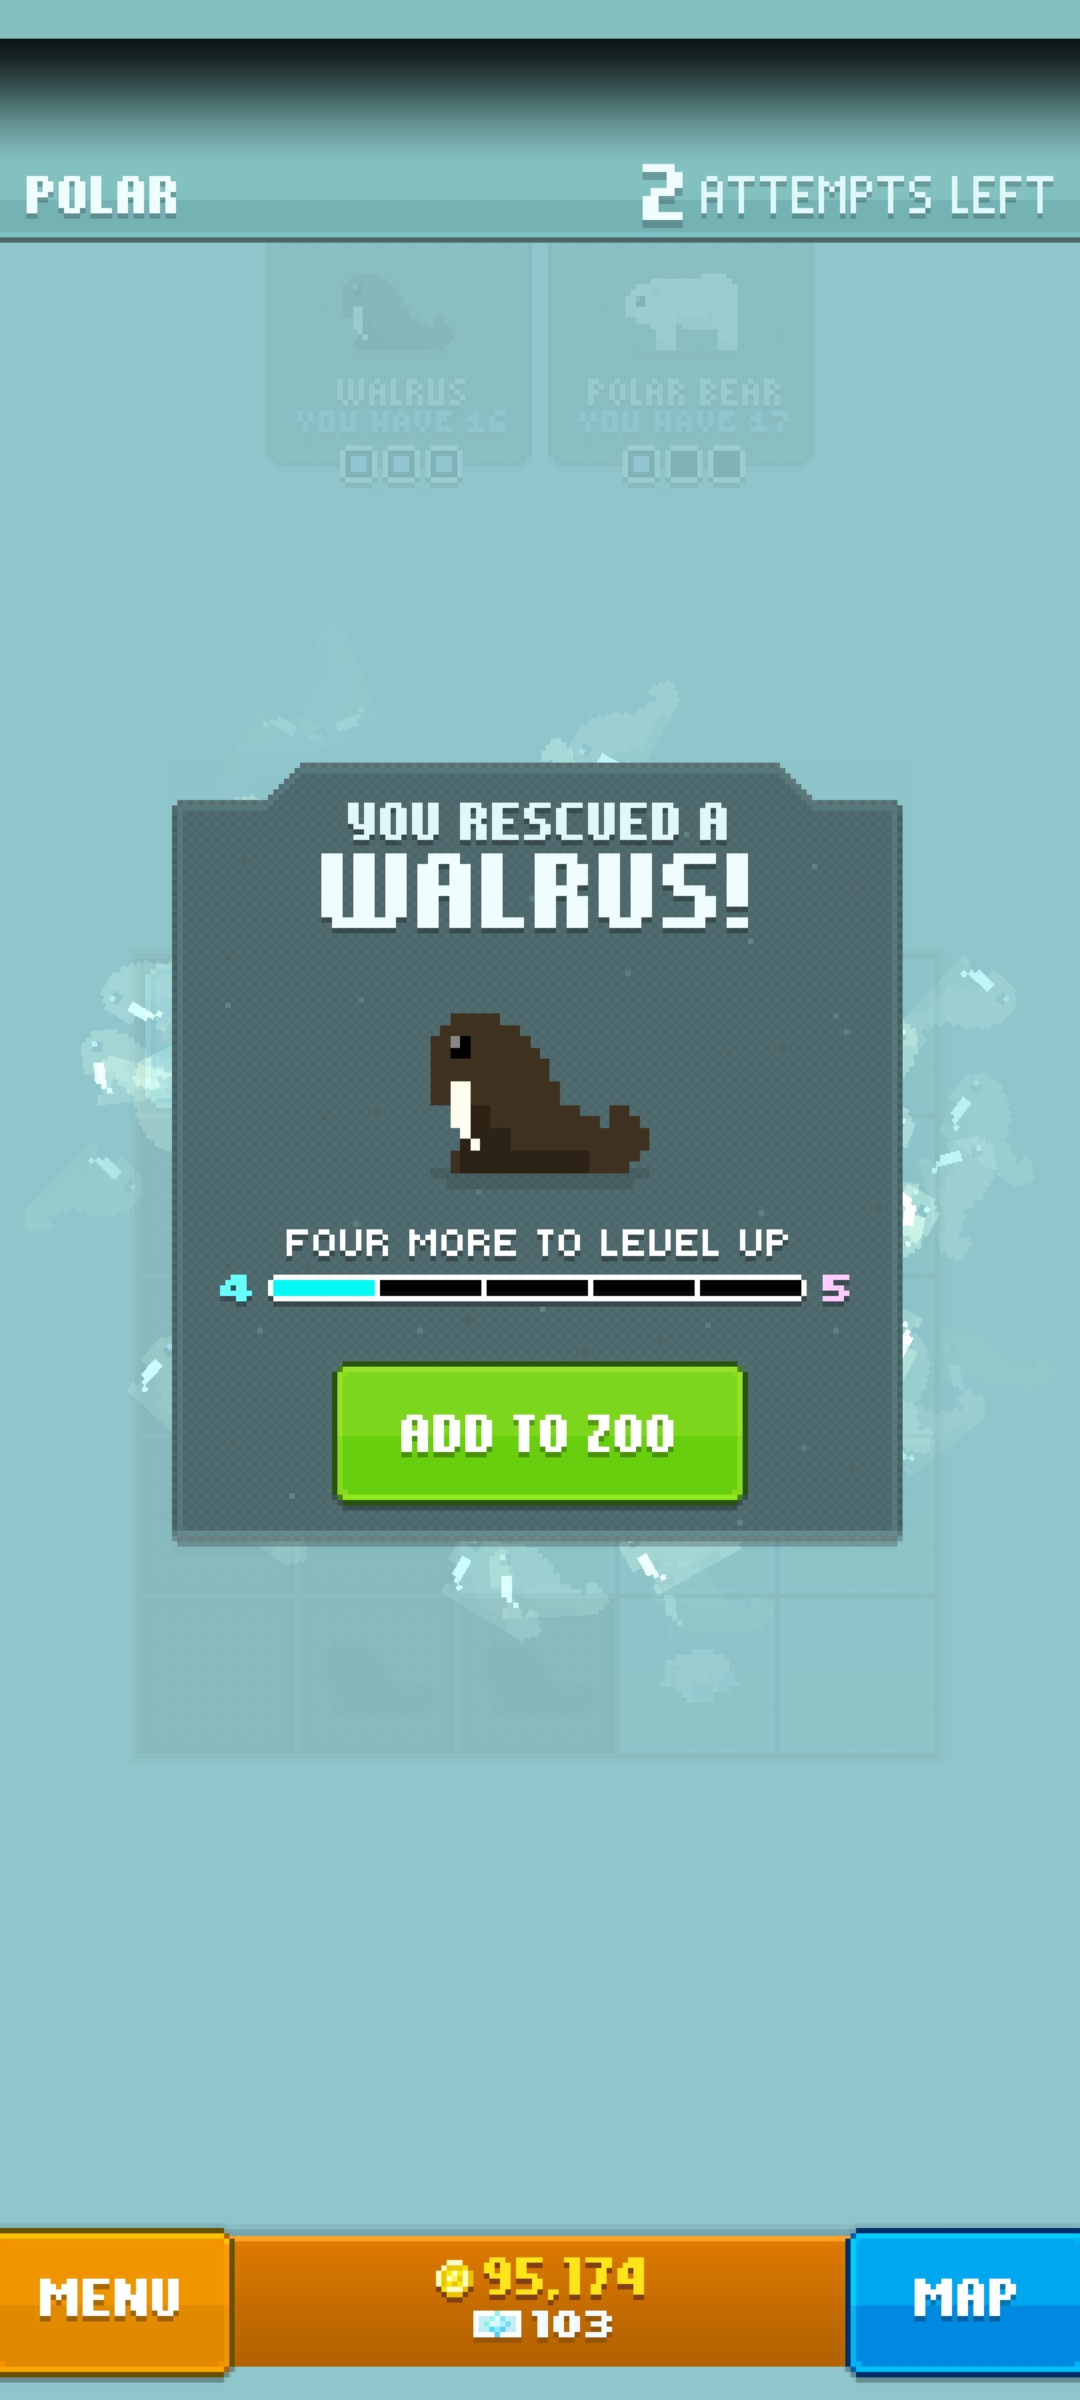 POLAR
2 ATTEMPTS LEFT
WALRUS
YOU HAVE 16
POLAR BEAR
YOU HAVE 17
YOU RESCUED A
WALRUS!
FOUR MORE TO LEVEL UP
4 5
ADD TO ZOO
MENU
95,174
103
MAP